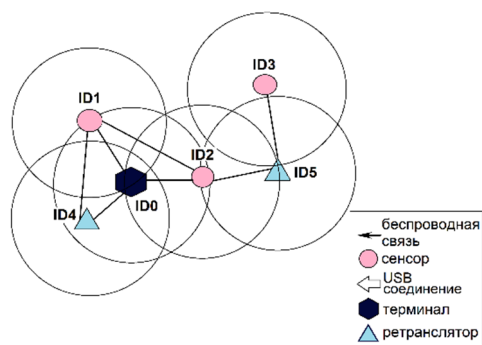 ID3
ID1
ID2
ID5
ID4
ID0
беспроводная
связь
сенсор
USB
соединение
терминал
ретранслятор